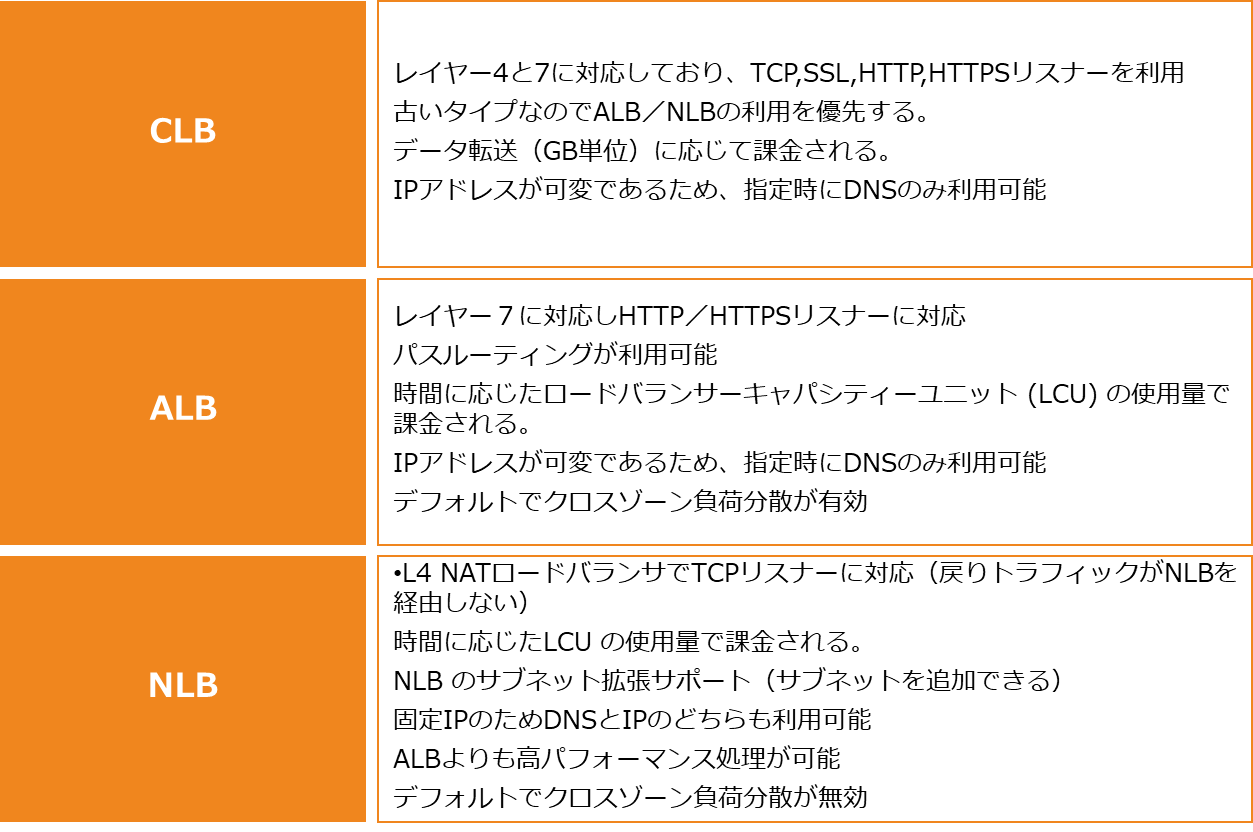 CLB
レイヤー4と7に対応しており、TCP,SSL,HTTP,HTTPSリスナーを利用
古いタイプなのでALB／NLBの利用を優先する。
データ転送（GB単位）に応じて課金される。
IPアドレスが可変であるため、指定時にDNSのみ利用可能
ALB
レイヤー７に対応しHTTP／HTTPSリスナーに対応
パスルーティングが利用可能
時間に応じたロードバランサーキャパシティーユニット (LCU) の使用量で
課金される。
IPアドレスが可変であるため、指定時にDNSのみ利用可能
デフォルトでクロスゾーン負荷分散が有効
NLB
•L4 NATロードバランサでTCPリスナーに対応（戻りトラフィックがNLBを
経由しない）
時間に応じたLCU の使用量で課金される。
NLB のサブネット拡張サポート（サブネットを追加できる）
固定IPのためDNSとIPのどちらも利用可能
ALBよりも高パフォーマンス処理が可能
デフォルトでクロスゾーン負荷分散が無効